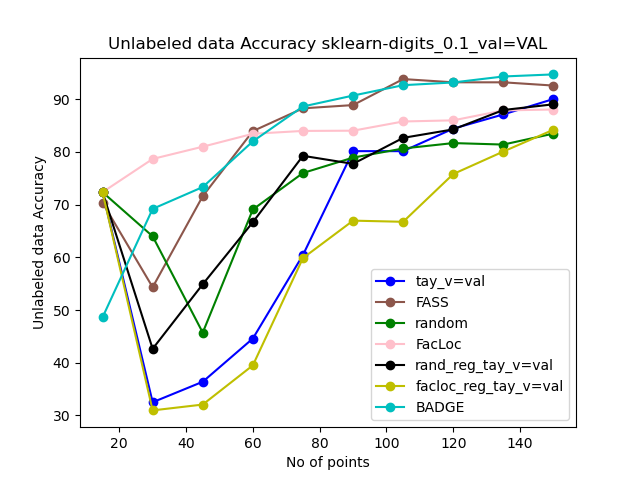 Unlabeled data Accuracy sklearn-digits_0.1_val=VAL
Unlabeled data Accuracy
90
80
70
60
50
40
30
tay_v=val
FASS
random
FacLoc
rand_reg_tay_v=val
facloc_reg_tay_v=val
BADGE
20 40 60 80 100 120 140
No of points